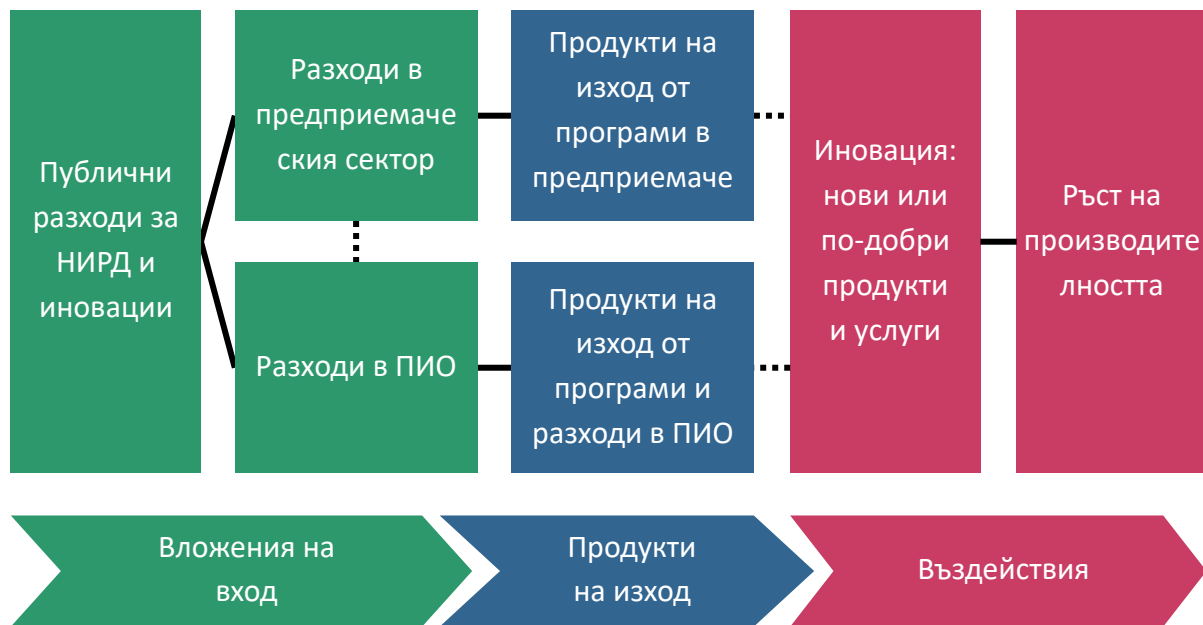 Публични
разходи за
НИРД и
иновации
Разходи в
предприемаче
ския сектор
Разходи в ПИО
Продукти на
изход от
програми в
предприемаче
Продукти на
изход от
програми и
разходи в ПИО
Иновация:
нови или
по-добри
продукти
и услуги
Ръст на
производите
лността
Вложения на
вход
Продукти
на изход
Въздействия